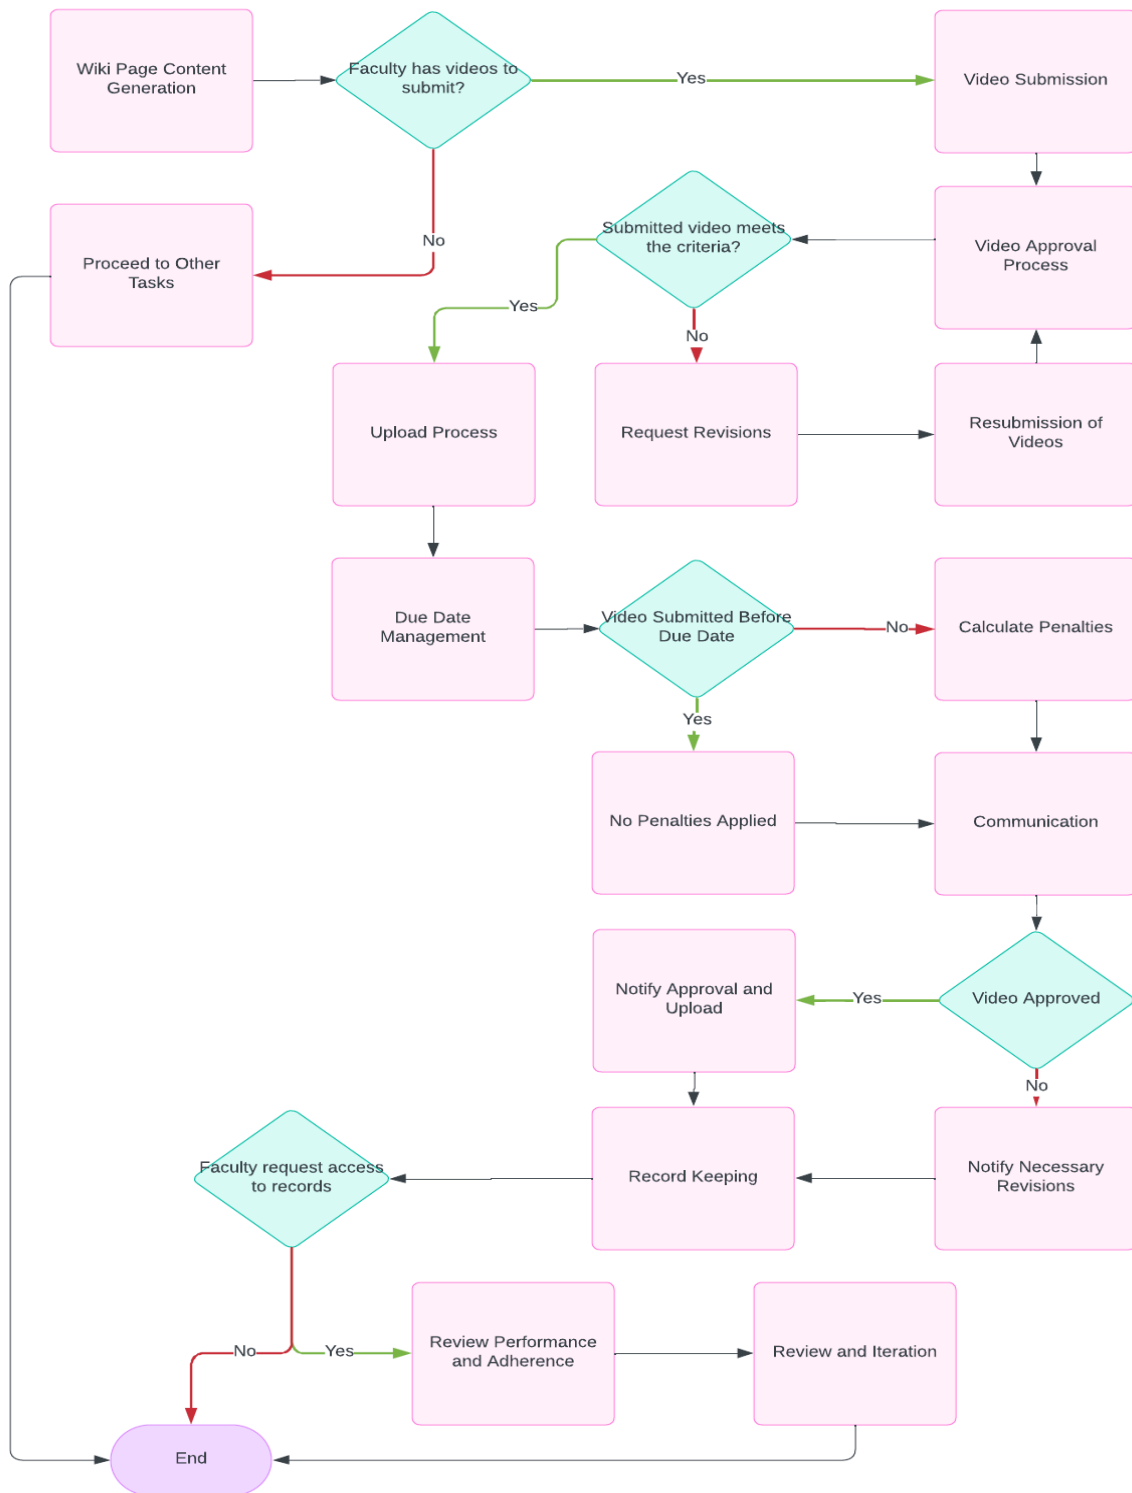 Wiki Page Content
Generation
Faculty has videos to
submit?
Yes
Video Submission
No
Proceed to Other
Tasks
Submitted video meets
the criteria?
Video Approval
Process
Yes
No
Upload Process
Request Revisions
Resubmission of
Videos
Due Date
Management
Video Submitted Before
Due Date
No
Calculate Penalties
Yes
No Penalties Applied
Communication
Notify Approval and
Upload
Yes
Video Approved
No
Faculty request access
to records
Record Keeping
Notify Necessary
Revisions
No
Yes
Review Performance
and Adherence
Review and Iteration
End